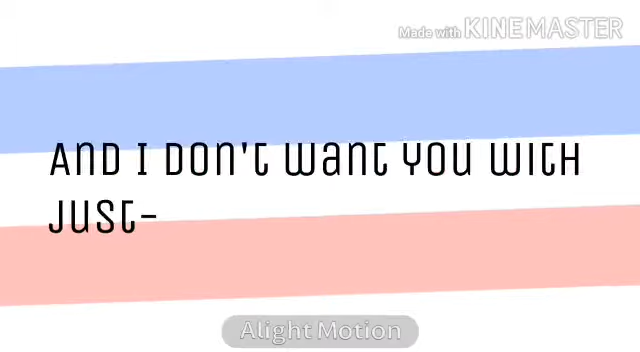 Made with KINEMASTER
And I don't want you with
just-
Alight Motion